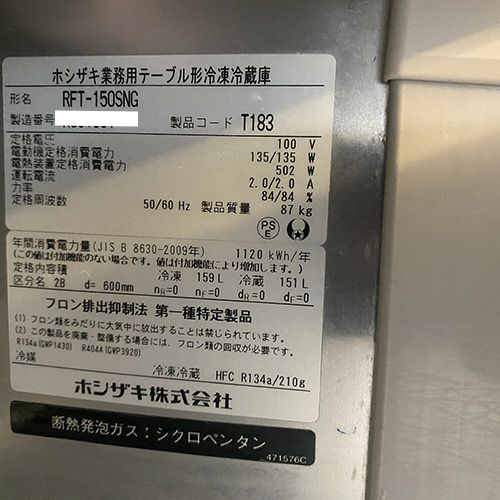 ホシザキ業務用テーブル形冷凍冷蔵庫
形名 RFT-150SNG
製造番号
製品コード T183
定格電圧 100 V
電動機定格消費電力 135/135 W
電熱装置定格消費電力 502 W
運転電流 2.0/2.0 A
力率 84/84 %
定格周波数 50/60 Hz 製品質量 87 kg
PS
E
年間消費電力量(JIS B 8630-2009年) 1120 kWh/年
(この値は付加機能のない場合です。値は付加機能により増加します。)
定格内容積 冷凍 159 L 冷蔵 151 L
区分名 2B d= 600mm nR=0 nF=0 dR=0 dF=0
フロン排出抑制法 第一種特定製品
(1) フロン類をみだりに大気中に放出することは禁じられています。
(2) この製品を廃棄・整備する場合には、フロン類の回収が必要です。
R134a(GWP1430) R404A(GWP3920)
冷媒 冷凍冷蔵 HFC R134a/210g
ホシザキ株式会社
断熱発泡ガス：シクロペンタン
471576C